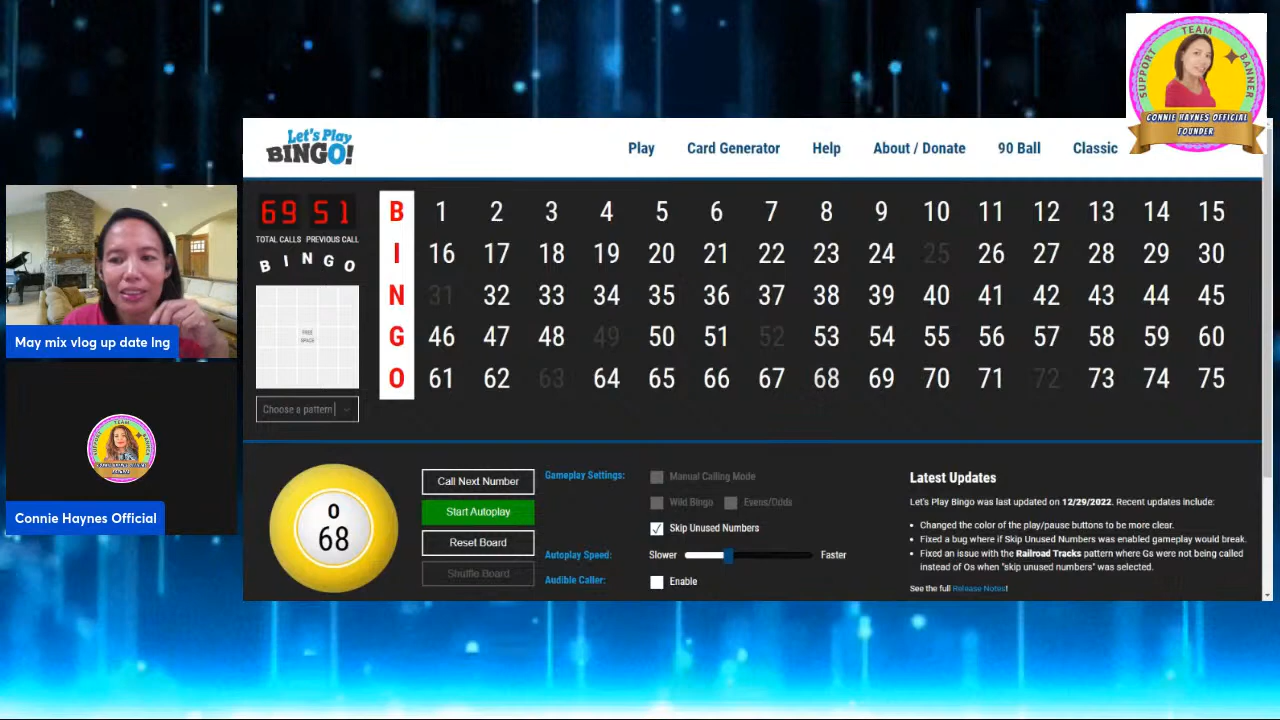 SUPPORT TEAM BANNER
CONNIE HAYNES OFFICIAL
FOUNDER
Let's Play
BINGO!
Play Card Generator Help About / Donate 90 Ball Classic
69 51
TOTAL CALLS PREVIOUS CALL
B I N G O
FREE
SPACE
Choose a pattern
B 1 2 3 4 5 6 7 8 9 10 11 12 13 14 15
I 16 17 18 19 20 21 22 23 24 25 26 27 28 29 30
N 31 32 33 34 35 36 37 38 39 40 41 42 43 44 45
G 46 47 48 49 50 51 52 53 54 55 56 57 58 59 60
O 61 62 63 64 65 66 67 68 69 70 71 72 73 74 75
May mix vlog up date lng
Connie Haynes Official
O
68
Call Next Number
Start Autoplay
Reset Board
Shuffle Board
Gameplay Settings:
Manual Calling Mode
Wild Bingo Evens/Odds
Skip Unused Numbers
Autoplay Speed: Slower Faster
Audible Caller: Enable
Latest Updates
Let's Play Bingo was last updated on 12/29/2022. Recent updates include:
• Changed the color of the play/pause buttons to be more clear.
• Fixed a bug where if Skip Unused Numbers was enabled gameplay would break.
• Fixed an issue with the Railroad Tracks pattern where Gs were not being called
instead of Os when "skip unused numbers" was selected.
See the full Release Notes!